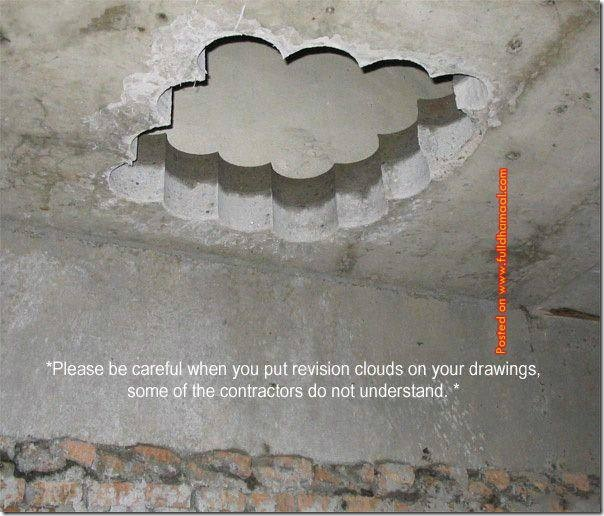 Posted on www.fulldhamaal.com
*Please be careful when you put revision clouds on your drawings,
some of the contractors do not understand. *